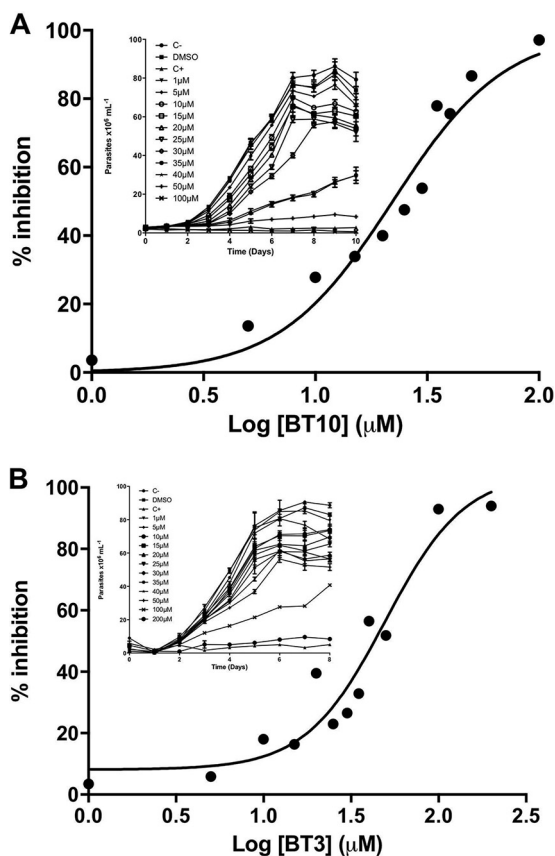 A
100
80
60
40
20
0
% inhibition
0.0 0.5 1.0 1.5 2.0
Log [BT10] (μM)
C-
DMSO
C+
1μM
5μM
10μM
15μM
20μM
25μM
30μM
35μM
40μM
50μM
100μM
Parasites x10⁶ mL⁻¹
100
80
60
40
20
0
0 2 4 6 8 10
Time (Days)
B
100
80
60
40
20
0
% inhibition
0.0 0.5 1.0 1.5 2.0 2.5
Log [BT3] (μM)
C-
DMSO
C+
1μM
5μM
10μM
15μM
20μM
25μM
30μM
35μM
40μM
50μM
100μM
200μM
Parasites x10⁶ mL⁻¹
100
80
60
40
20
0
0 2 4 6 8
Time (Days)